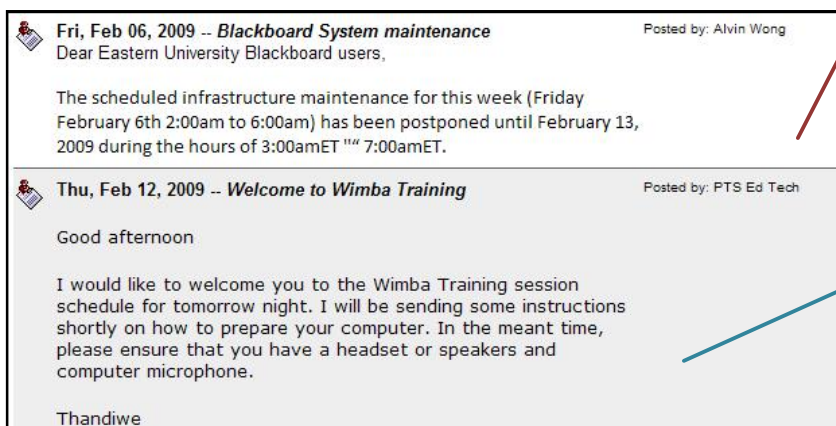 Fri, Feb 06, 2009 -- Blackboard System maintenance Posted by: Alvin Wong
Dear Eastern University Blackboard users,
The scheduled infrastructure maintenance for this week (Friday
February 6th 2:00am to 6:00am) has been postponed until February 13,
2009 during the hours of 3:00amET "“ 7:00amET.
Thu, Feb 12, 2009 -- Welcome to Wimba Training Posted by: PTS Ed Tech
Good afternoon
I would like to welcome you to the Wimba Training session
schedule for tomorrow night. I will be sending some instructions
shortly on how to prepare your computer. In the meant time,
please ensure that you have a headset or speakers and
computer microphone.
Thandiwe